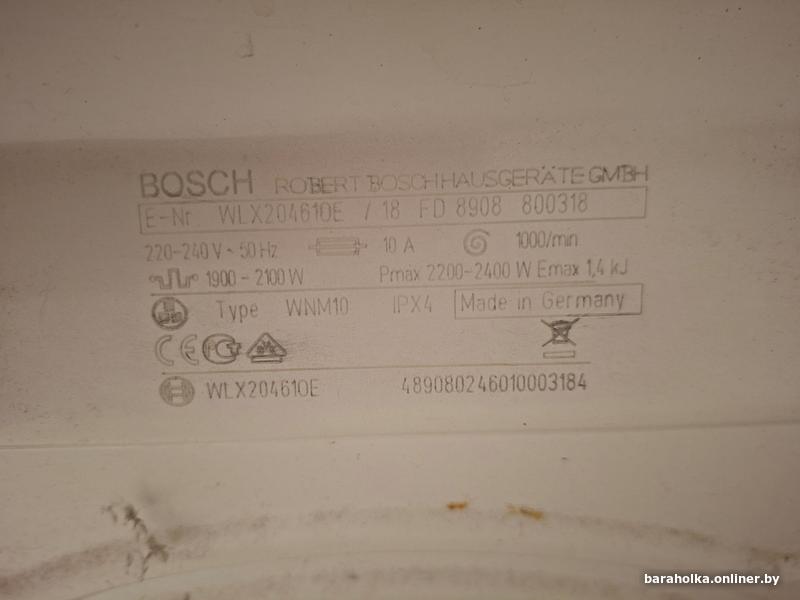 BOSCH ROBERT BOSCH HAUSGERÄTE GMBH
E-Nr. WLX20461OE / 18 FD 8908 800318
220-240 V ~ 50 Hz 10 A 1000/min
1900 - 2100 W Pmax 2200-2400 W Emax 1,4 kJ
Type WNM10 IPX4 Made in Germany
CE
WLX20461OE 489080246010003184
baraholka.onliner.by